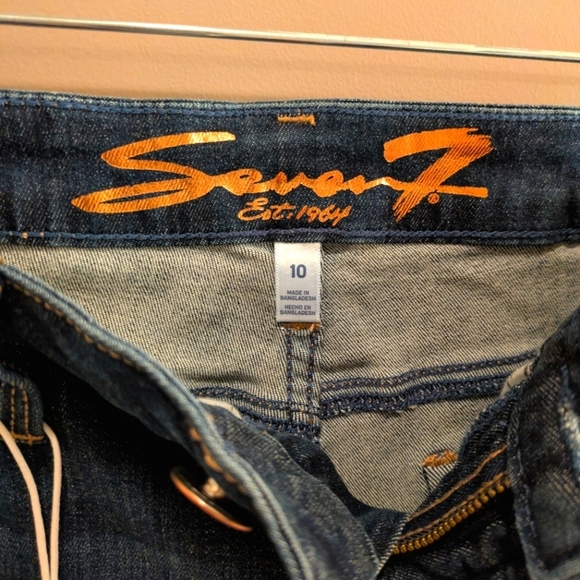 Seven7®
Est. 1964
10
MADE IN
BANGLADESH
HECHO EN
BANGLADESH